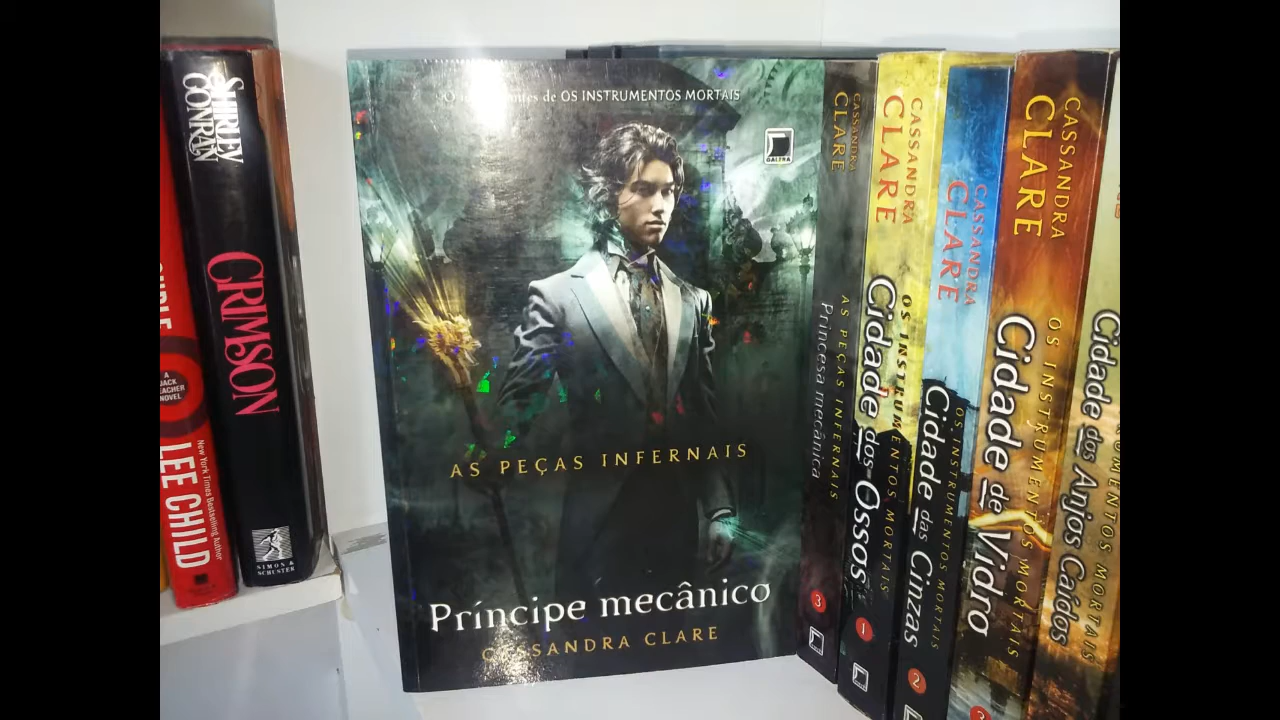 SHIRLEY
CONRAN
CRIMSON
SIMON &
SCHUSTER
A
JACK
REACHER
NOVEL
LEE CHILD
New York Times Bestselling Author
de OS INSTRUMENTOS MORTAIS
GALERA
AS PEÇAS INFERNAIS
Príncipe mecânico
CASSANDRA CLARE
CASSANDRA
CLARE
AS PEÇAS INFERNAIS
Princesa mecânica
3
CASSANDRA
CLARE
OS INSTRUMENTOS MORTAIS
Cidade dos Ossos
1
CASSANDRA
CLARE
OS INSTRUMENTOS MORTAIS
Cidade das Cinzas
2
CASSANDRA
CLARE
OS INSTRUMENTOS MORTAIS
Cidade de Vidro
3
MORTAIS
Cidade dos Anjos Caídos